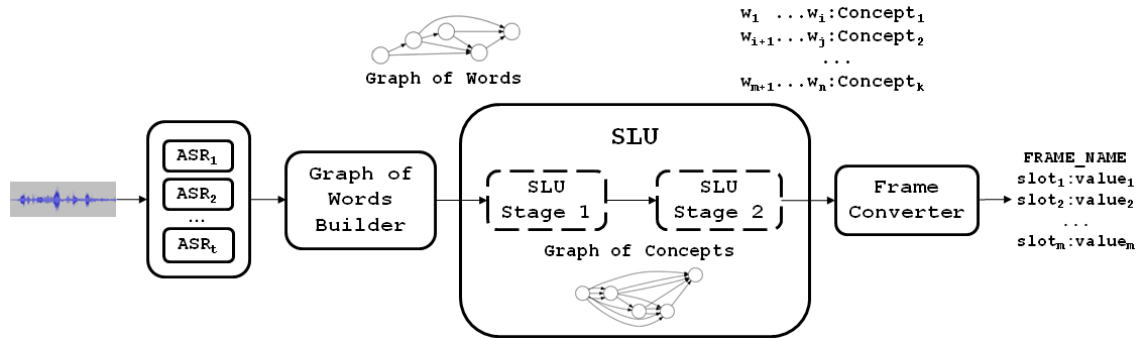 w₁ ...wᵢ:Concept₁
wᵢ₊₁...wⱼ:Concept₂
...
wₘ₊₁...wₙ:Conceptₖ
Graph of Words
ASR₁
ASR₂
...
ASRₜ
Graph of
Words
Builder
SLU
SLU
Stage 1
SLU
Stage 2
Graph of Concepts
Frame
Converter
FRAME_NAME
slot₁:value₁
slot₂:value₂
...
slotₘ:valueₘ